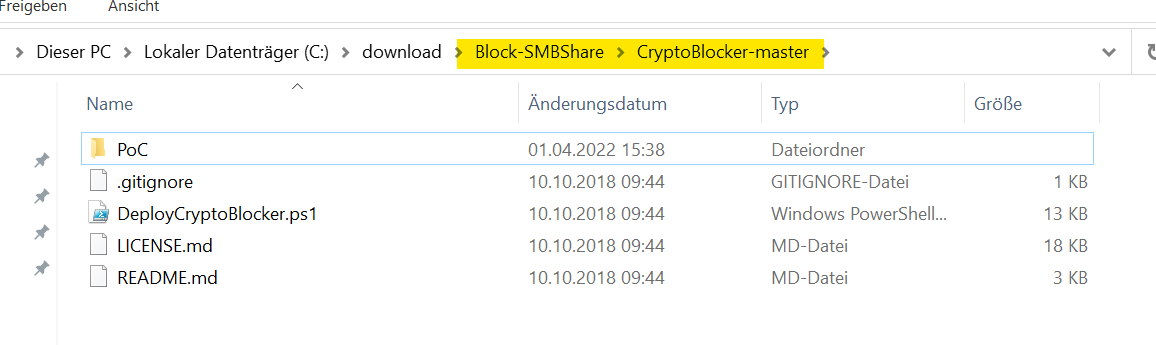 Freigeben Ansicht
Dieser PC Lokaler Datenträger (C:) download Block-SMBShare CryptoBlocker-master
Name Änderungsdatum Typ Größe
PoC 01.04.2022 15:38 Dateiordner
.gitignore 10.10.2018 09:44 GITIGNORE-Datei 1 KB
DeployCryptoBlocker.ps1 10.10.2018 09:44 Windows PowerShell... 13 KB
LICENSE.md 10.10.2018 09:44 MD-Datei 18 KB
README.md 10.10.2018 09:44 MD-Datei 3 KB